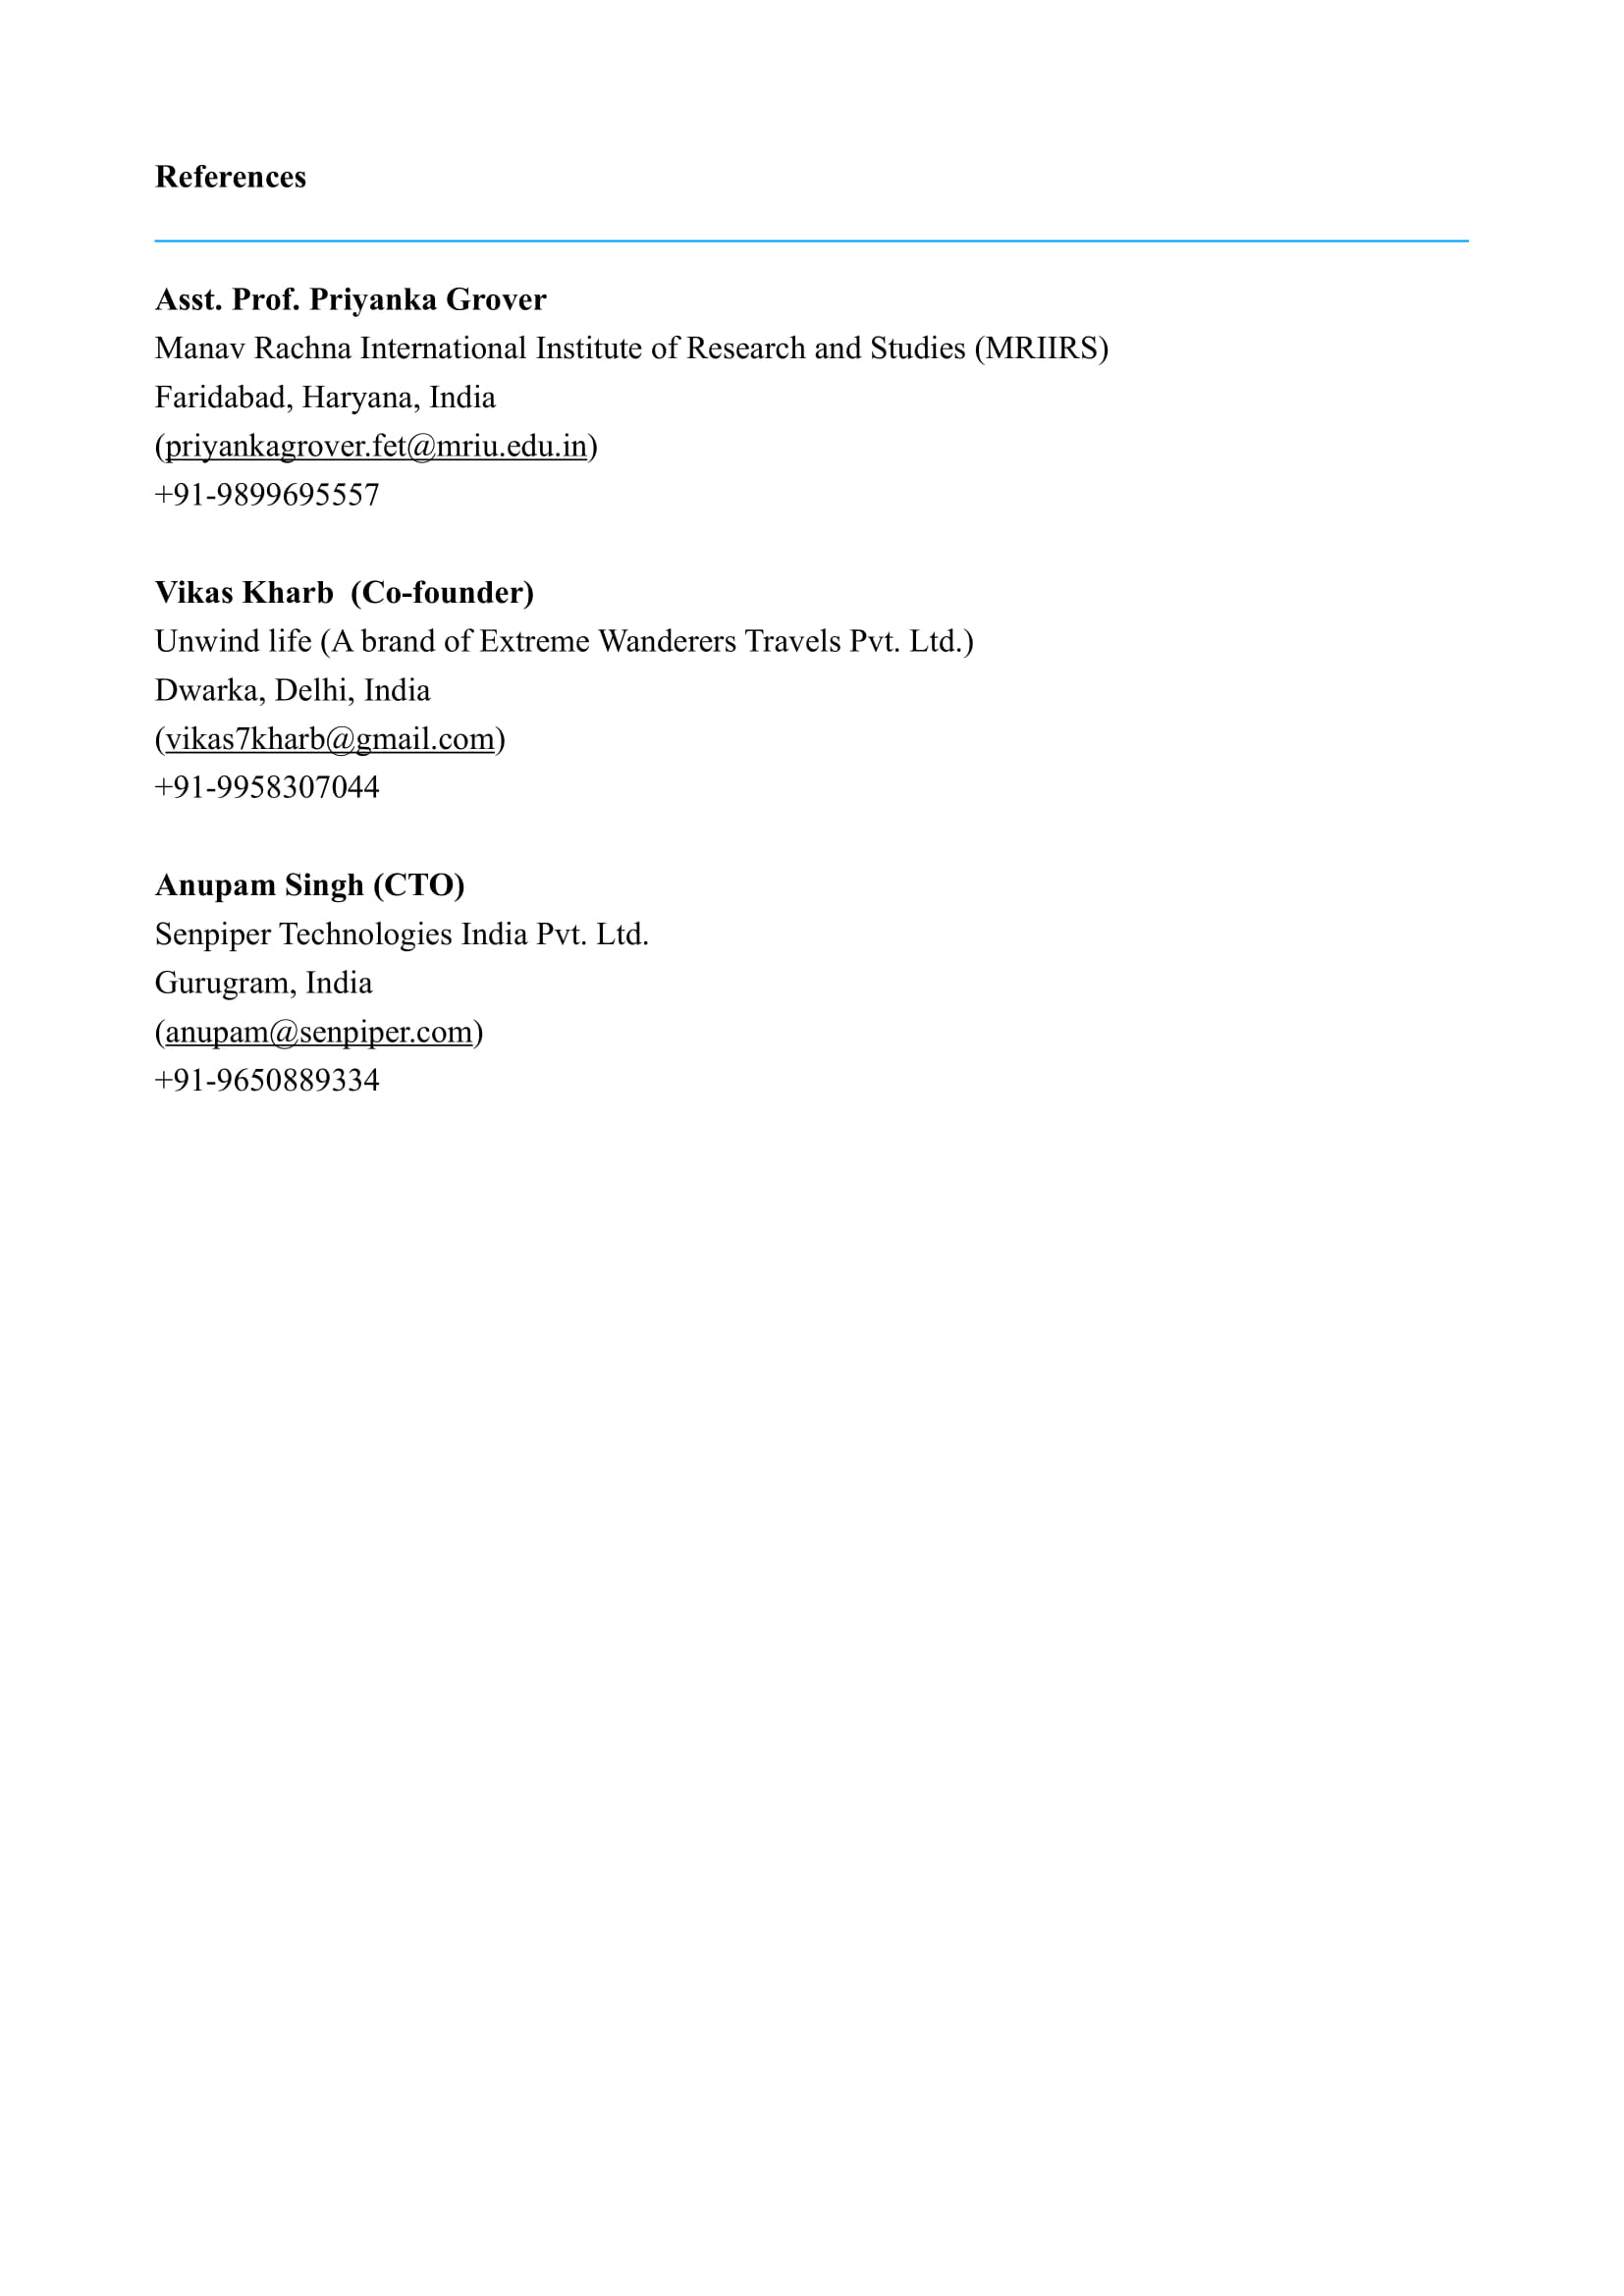 References
Asst. Prof. Priyanka Grover
Manav Rachna International Institute of Research and Studies (MRIIRS)
Faridabad, Haryana, India
(priyankagrover.fet@mriu.edu.in)
+91-9899695557
Vikas Kharb  (Co-founder)
Unwind life (A brand of Extreme Wanderers Travels Pvt. Ltd.)
Dwarka, Delhi, India
(vikas7kharb@gmail.com)
+91-9958307044
Anupam Singh (CTO)
Senpiper Technologies India Pvt. Ltd.
Gurugram, India
(anupam@senpiper.com)
+91-9650889334